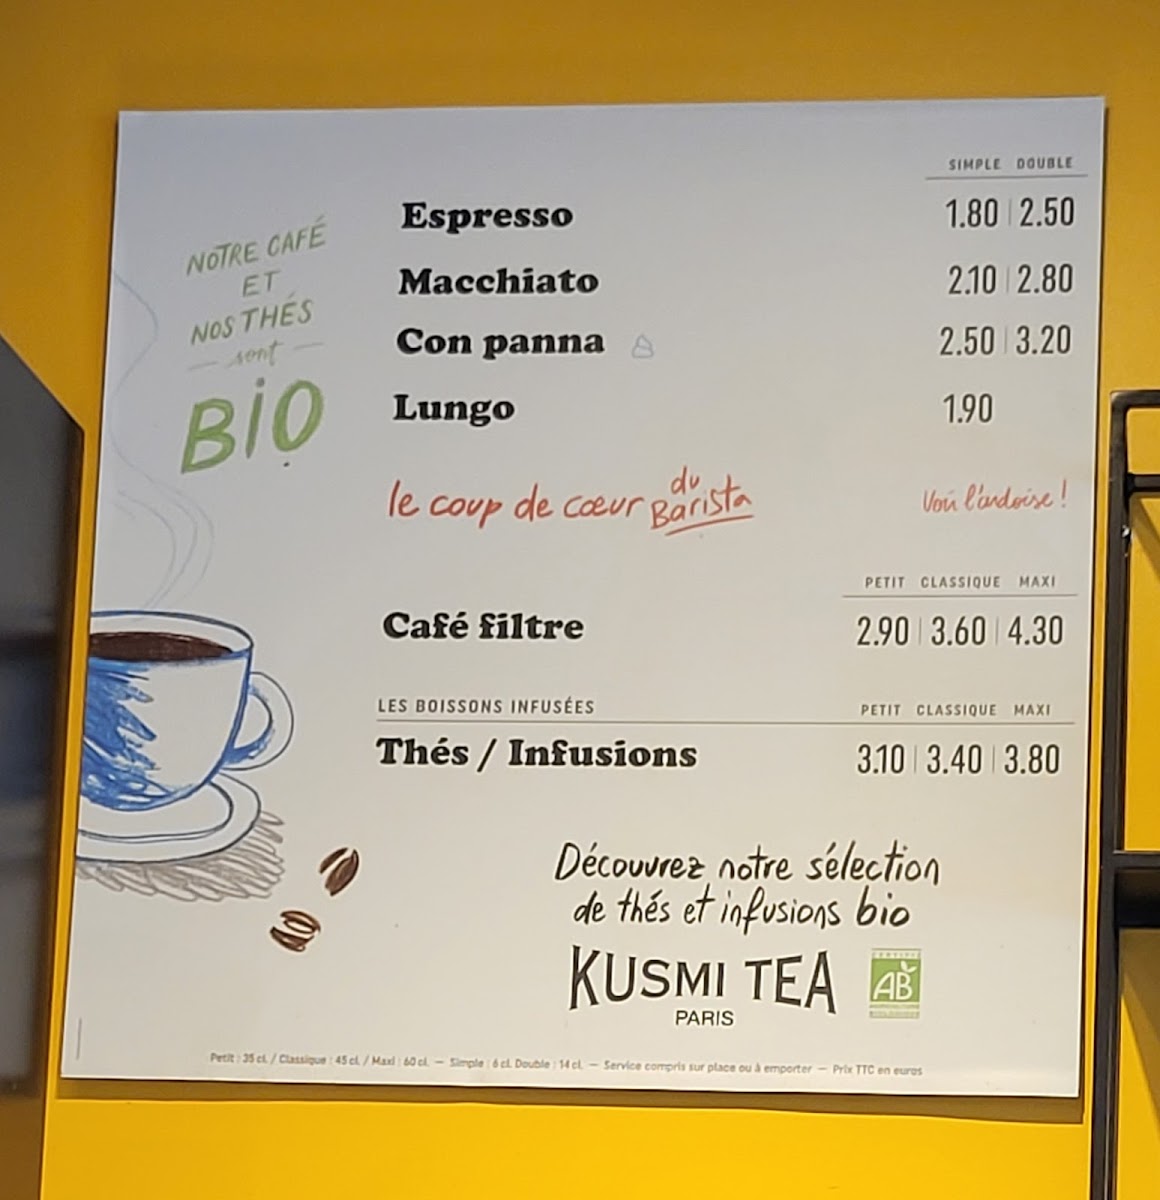 NOTRE CAFÉ
ET
NOS THÉS
sont
BIO
SIMPLE DOUBLE
Espresso 1.80 | 2.50
Macchiato 2.10 | 2.80
Con panna 2.50 | 3.20
Lungo 1.90
le coup de cœur du Barista Voir l'ardoise !
PETIT CLASSIQUE MAXI
Café filtre 2.90 | 3.60 | 4.30
LES BOISSONS INFUSÉES PETIT CLASSIQUE MAXI
Thés / Infusions 3.10 | 3.40 | 3.80
Découvrez notre sélection
de thés et infusions bio
KUSMI TEA
PARIS
AB
Petit : 35 cl. / Classique : 45 cl. / Maxi : 60 cl. — Simple : 6 cl. Double : 14 cl. — Service compris sur place ou à emporter — Prix TTC en euros